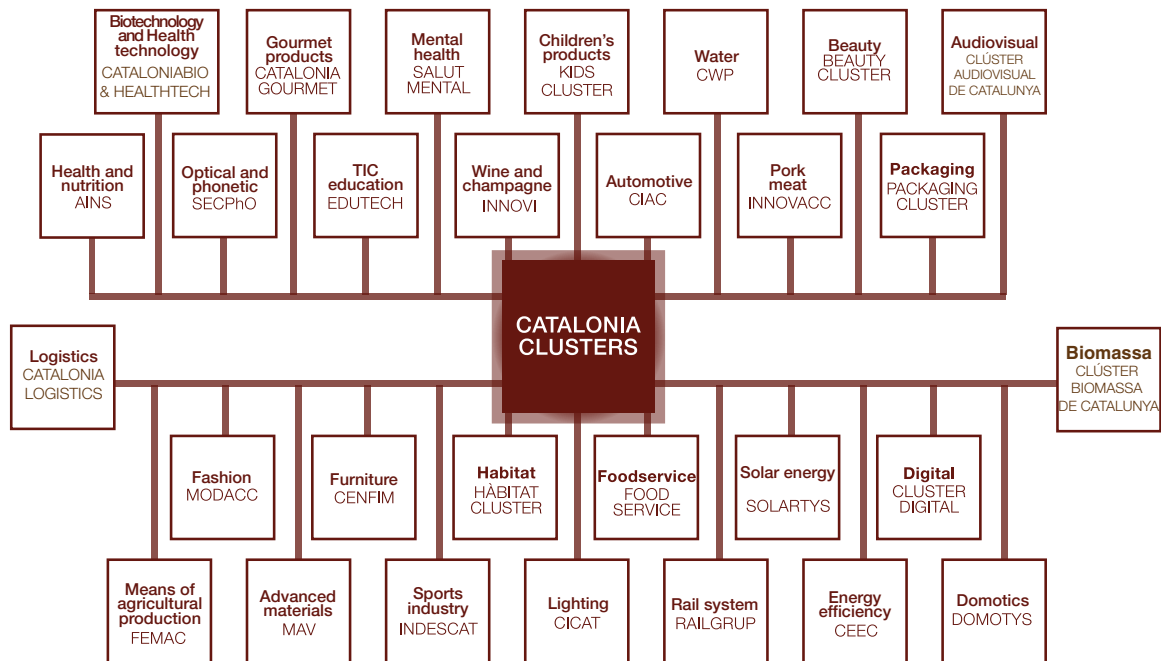 Biotechnology
and Health
technology
CATALONIABIO
& HEALTHTECH
Gourmet
products
CATALONIA
GOURMET
Mental
health
SALUT
MENTAL
Children's
products
KIDS
CLUSTER
Water
CWP
Beauty
BEAUTY
CLUSTER
Audiovisual
CLÚSTER
AUDIOVISUAL
DE CATALUNYA
Health and
nutrition
AINS
Optical and
phonetic
SECPhO
TIC
education
EDUTECH
Wine and
champagne
INNOVI
Automotive
CIAC
Pork
meat
INNOVACC
Packaging
PACKAGING
CLUSTER
CATALONIA
CLUSTERS
Logistics
CATALONIA
LOGISTICS
Biomassa
CLÚSTER
BIOMASSA
DE CATALUNYA
Fashion
MODACC
Furniture
CENFIM
Habitat
HÀBITAT
CLUSTER
Foodservice
FOOD
SERVICE
Solar energy
SOLARTYS
Digital
CLUSTER
DIGITAL
Means of
agricultural
production
FEMAC
Advanced
materials
MAV
Sports
industry
INDESCAT
Lighting
CICAT
Rail system
RAILGRUP
Energy
efficiency
CEEC
Domotics
DOMOTYS